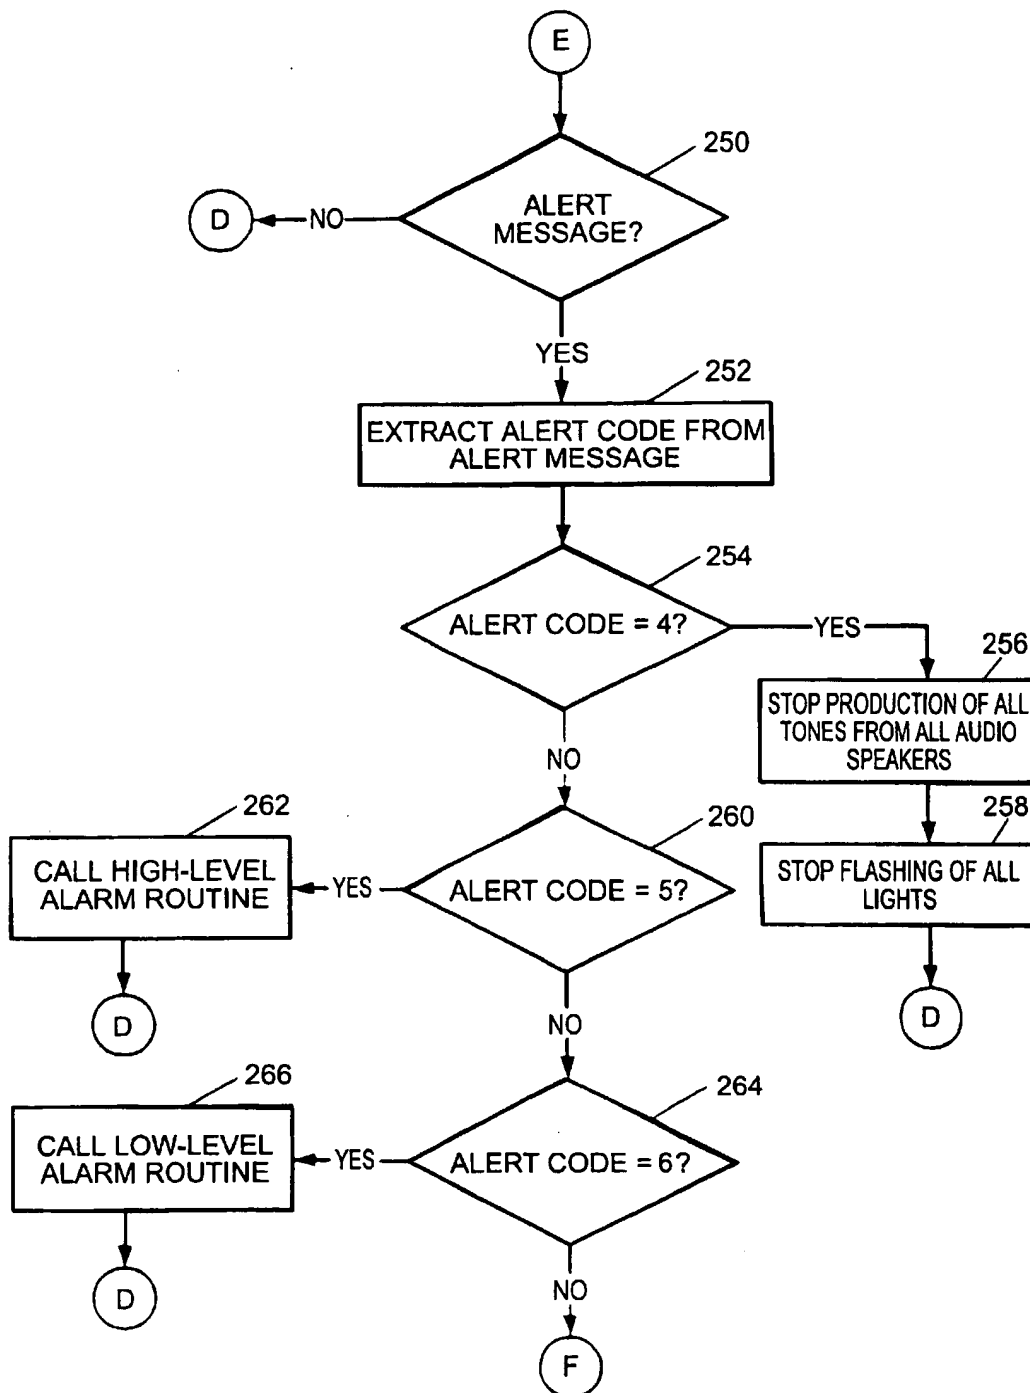 E
250
ALERT
MESSAGE?
D
NO
YES
252
EXTRACT ALERT CODE FROM
ALERT MESSAGE
254
ALERT CODE = 4?
YES
256
STOP PRODUCTION OF ALL
TONES FROM ALL AUDIO
SPEAKERS
NO
258
STOP FLASHING OF ALL
LIGHTS
D
260
ALERT CODE = 5?
YES
262
CALL HIGH-LEVEL
ALARM ROUTINE
D
NO
264
ALERT CODE = 6?
YES
266
CALL LOW-LEVEL
ALARM ROUTINE
D
NO
F